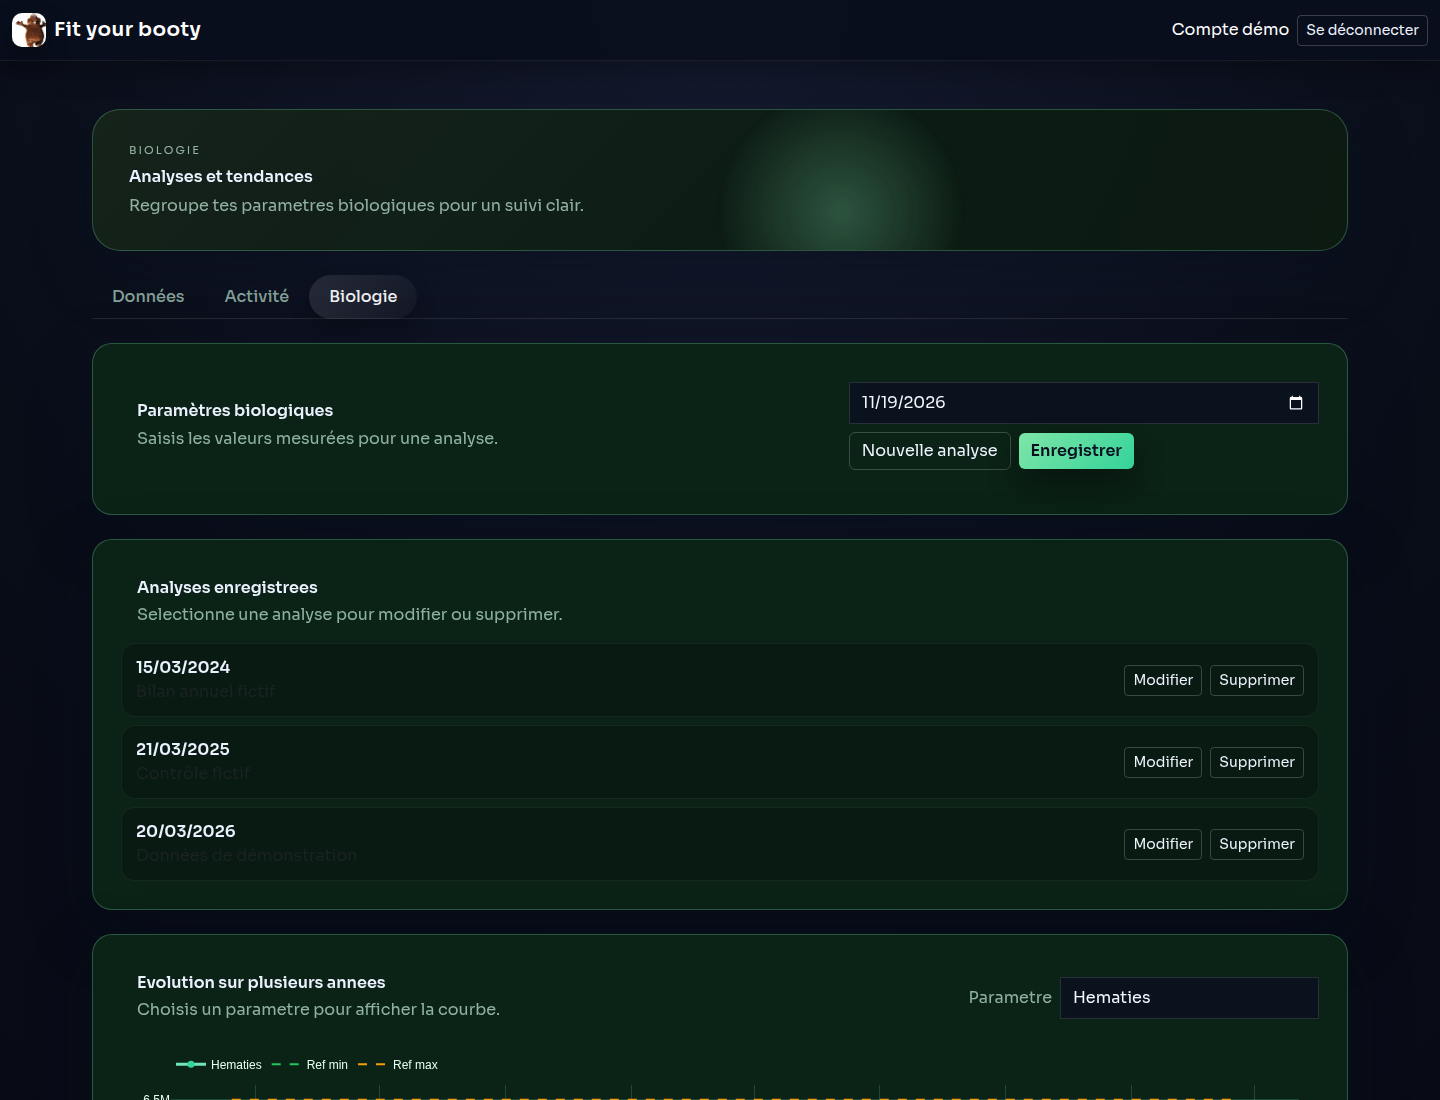 Fit your booty
Compte démo
Se déconnecter
BIOLOGIE
Analyses et tendances
Regroupe tes parametres biologiques pour un suivi clair.
Données
Activité
Biologie
Paramètres biologiques
Saisis les valeurs mesurées pour une analyse.
11/19/2026
Nouvelle analyse
Enregistrer
Analyses enregistrees
Selectionne une analyse pour modifier ou supprimer.
15/03/2024
Bilan annuel fictif
Modifier
Supprimer
21/03/2025
Contrôle fictif
Modifier
Supprimer
20/03/2026
Données de démonstration
Modifier
Supprimer
Evolution sur plusieurs annees
Choisis un parametre pour afficher la courbe.
Parametre
Hematies
Hematies
Ref min
Ref max
6.5M